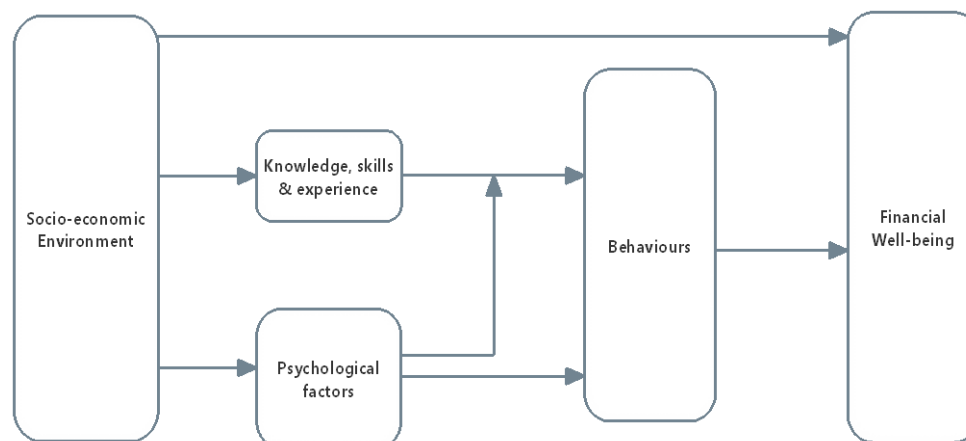 Socio-economic
Environment
Knowledge, skills
& experience
Psychological
factors
Behaviours
Financial
Well-being